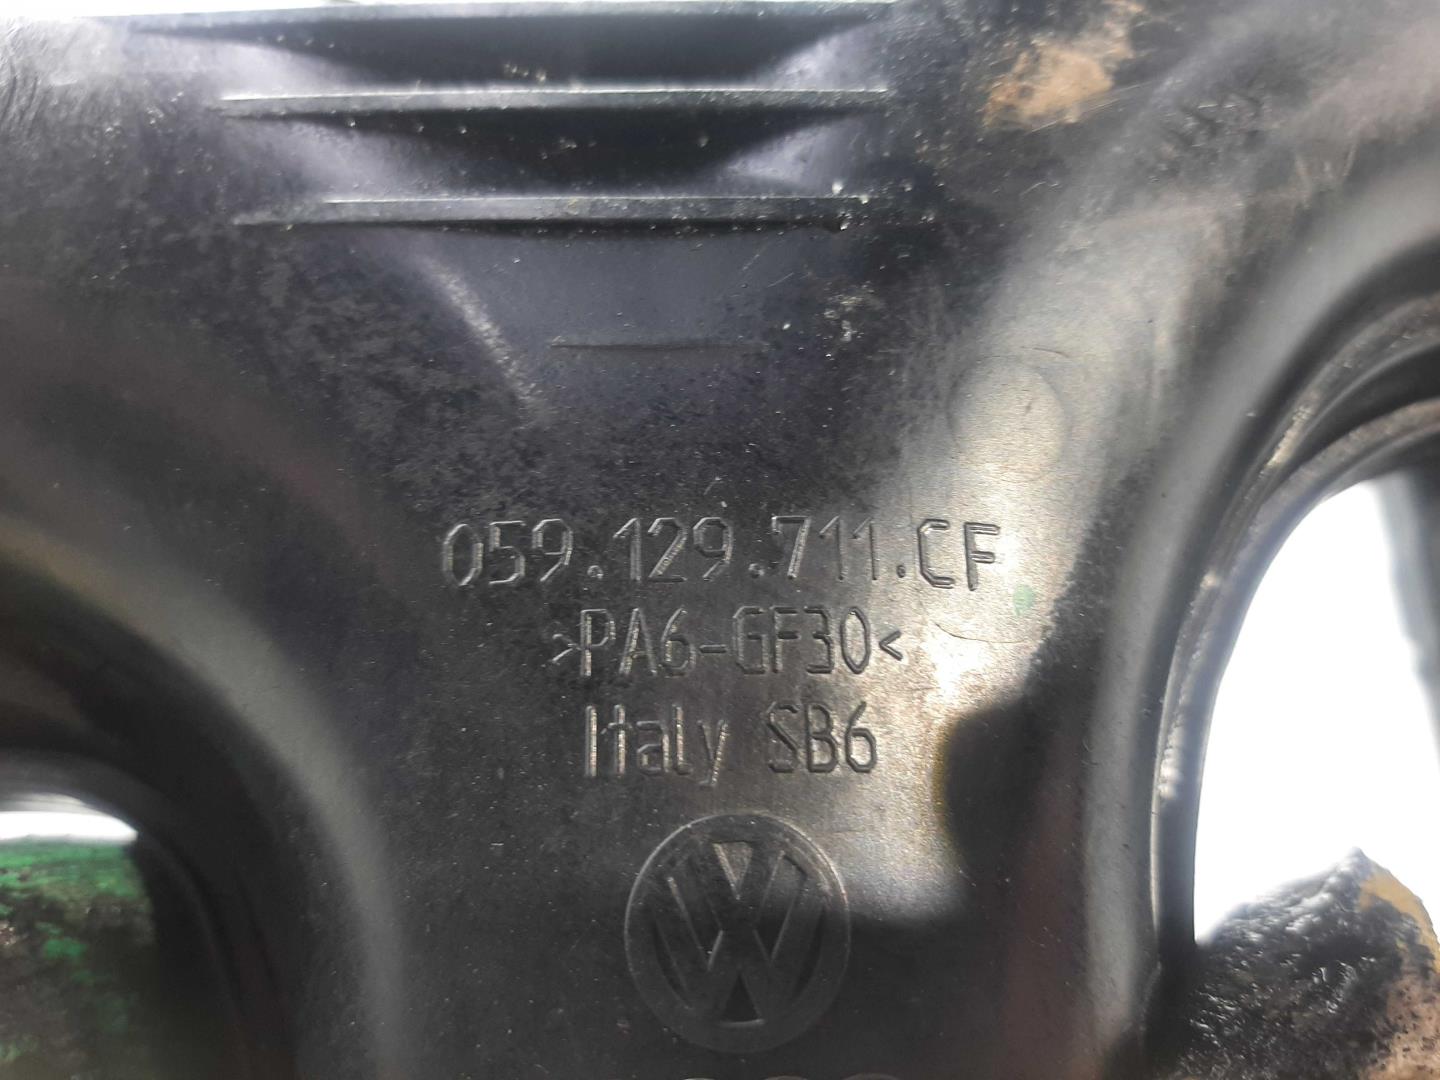 059.129.711.CF
>PA6-GF30<
Italy SB6